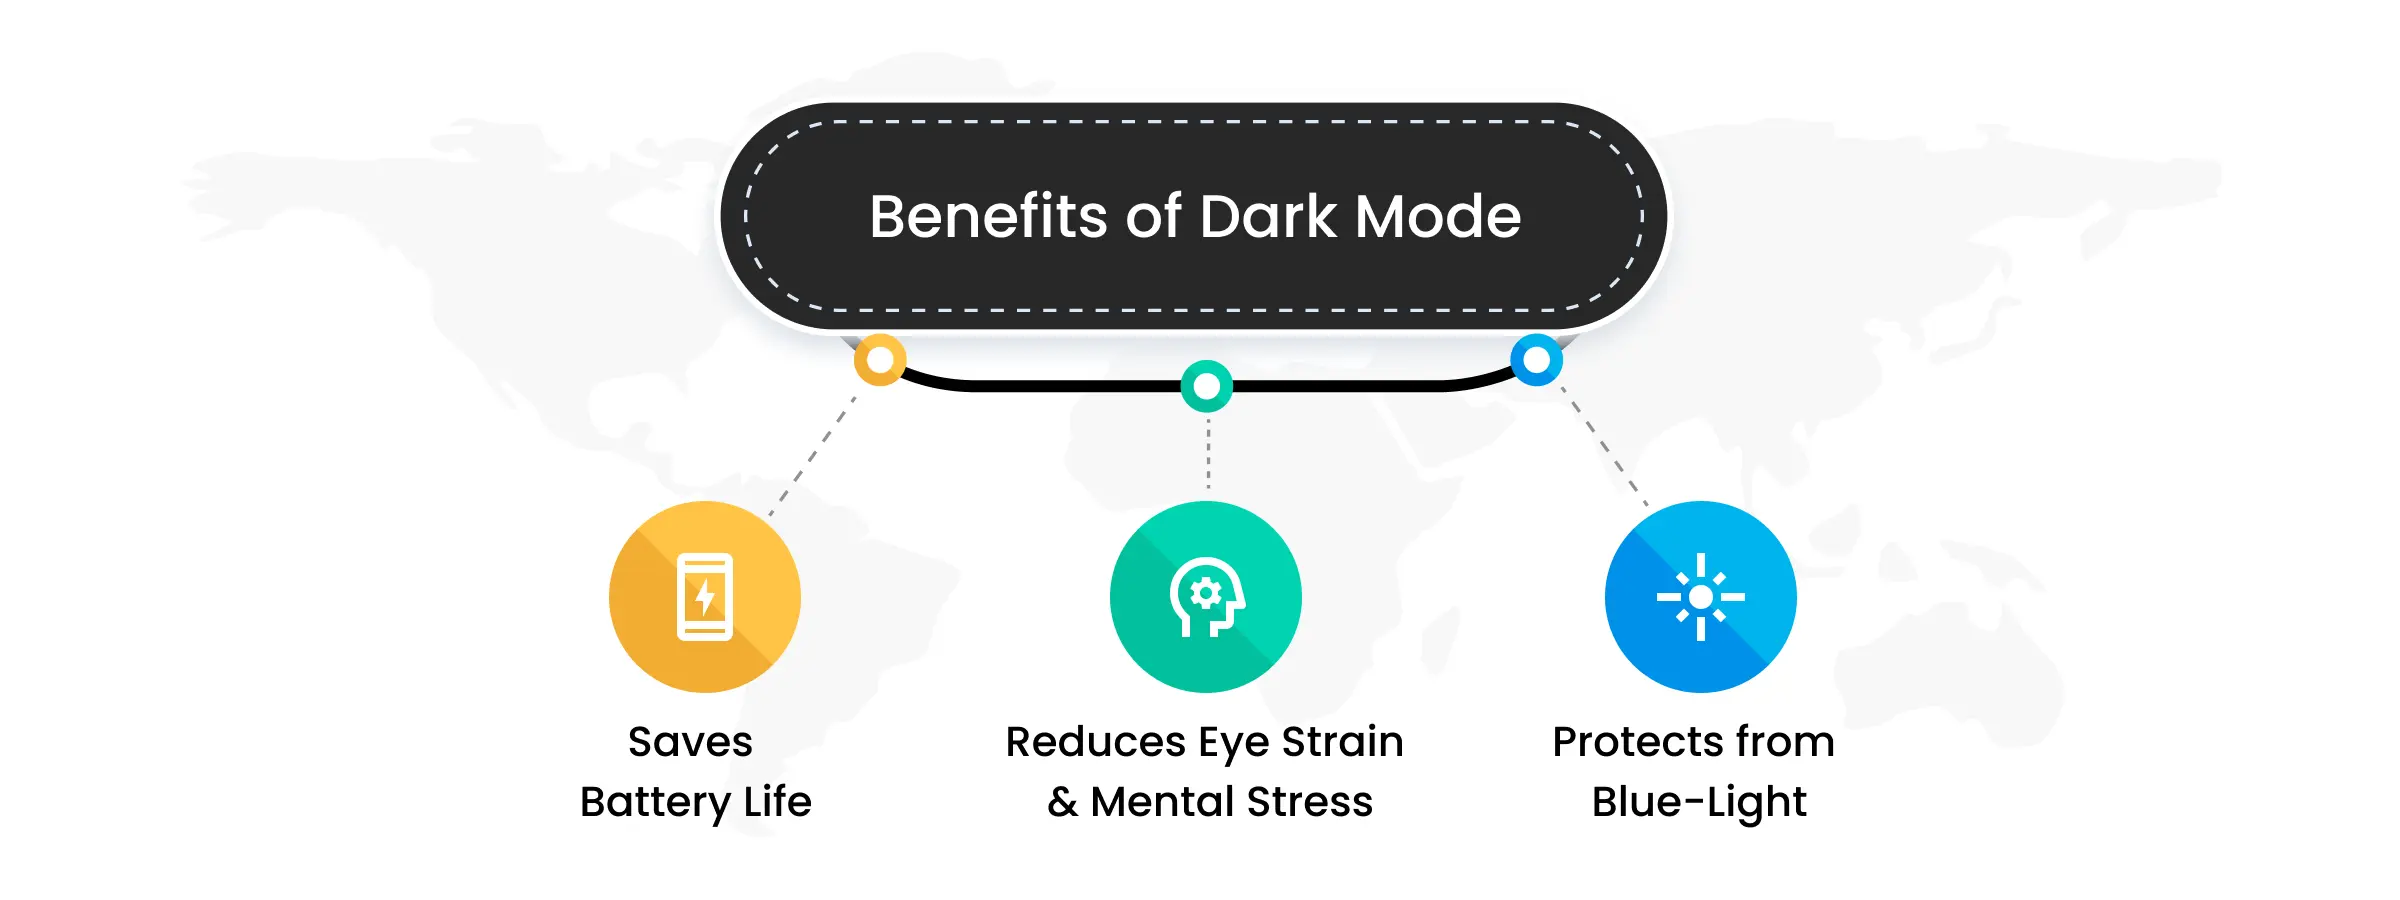 Benefits of Dark Mode
Saves
Battery Life
Reduces Eye Strain
& Mental Stress
Protects from
Blue-Light